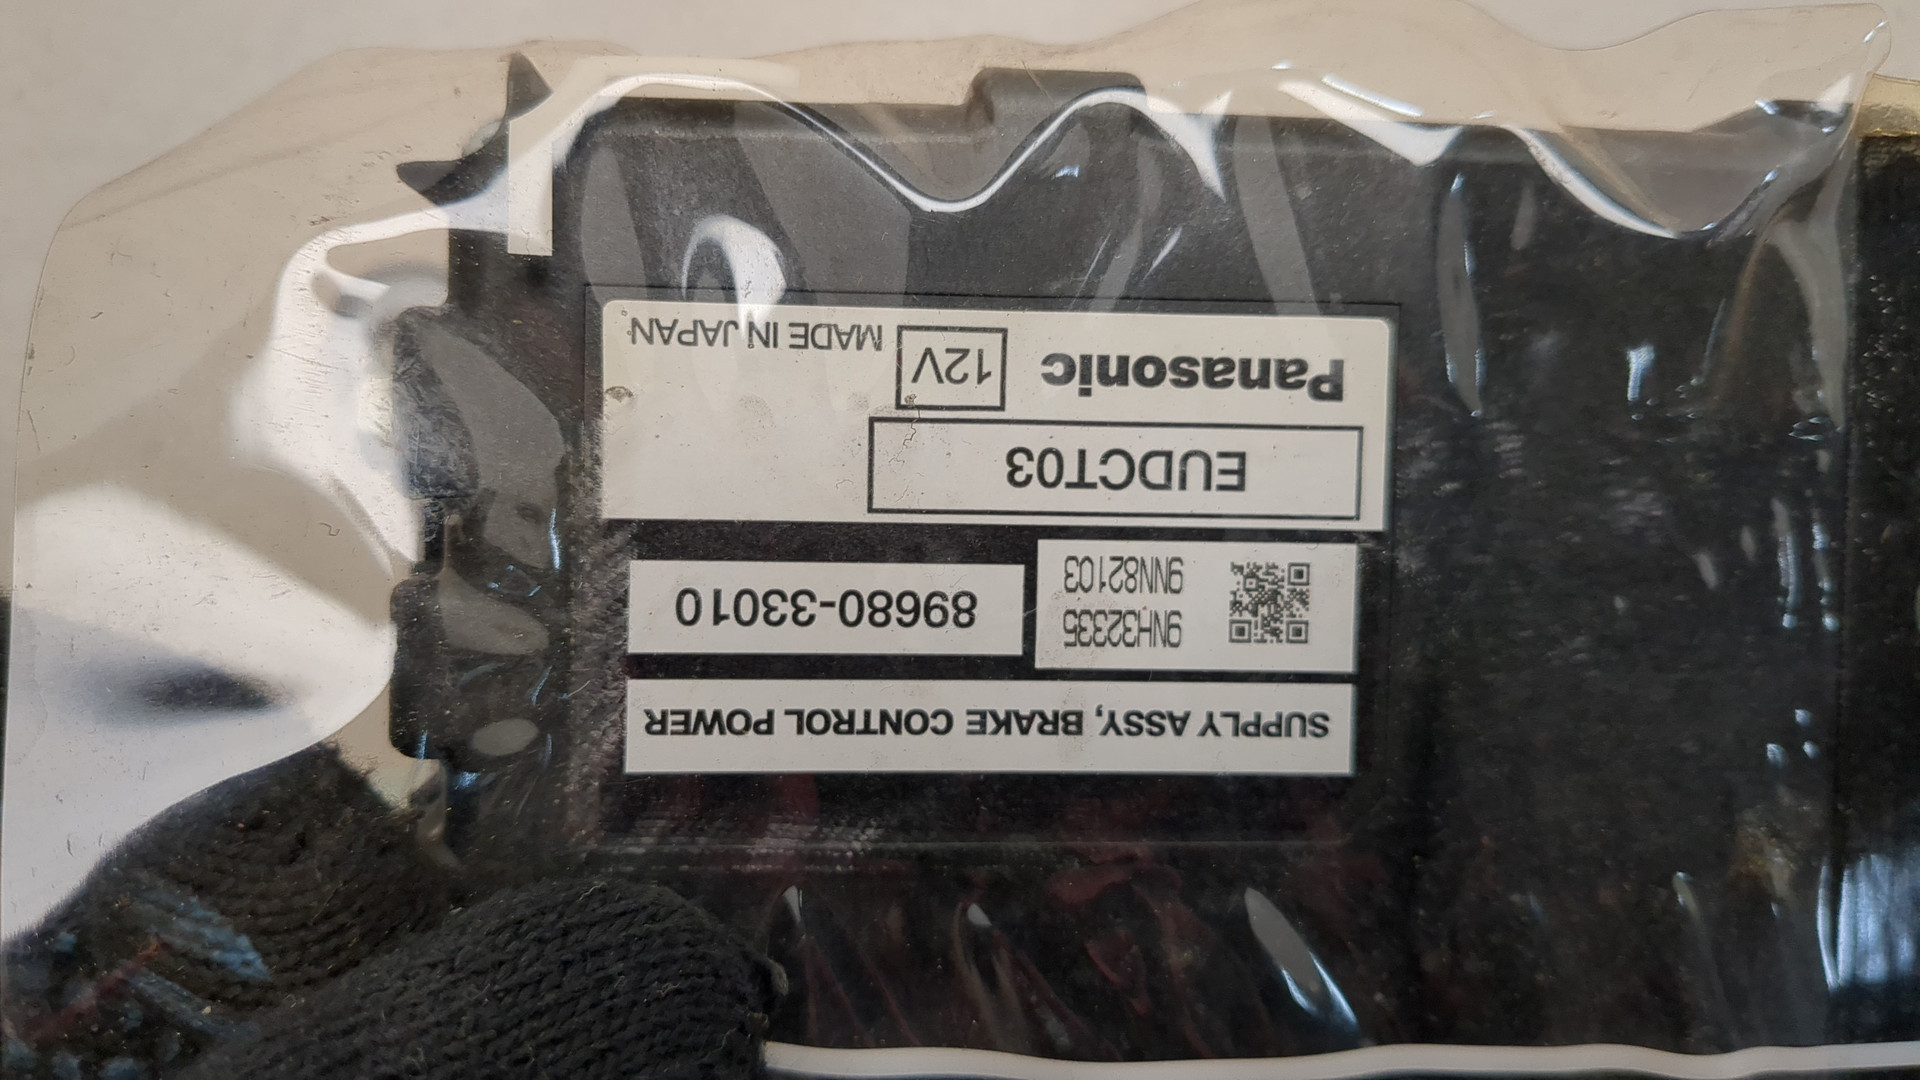 SUPPLY ASSY, BRAKE CONTROL POWER
9NH32335
9NN82103
89680-33010
EUDCT03
Panasonic 12V MADE IN JAPAN